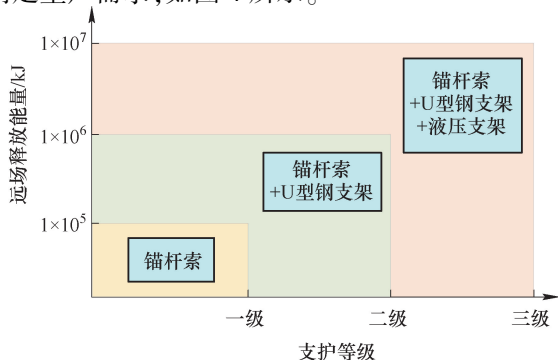 1×10⁷
1×10⁶
1×10⁵
远场释放能量/kJ
锚杆索
+U型钢支架
+液压支架
锚杆索
+U型钢支架
锚杆索
一级
二级
三级
支护等级